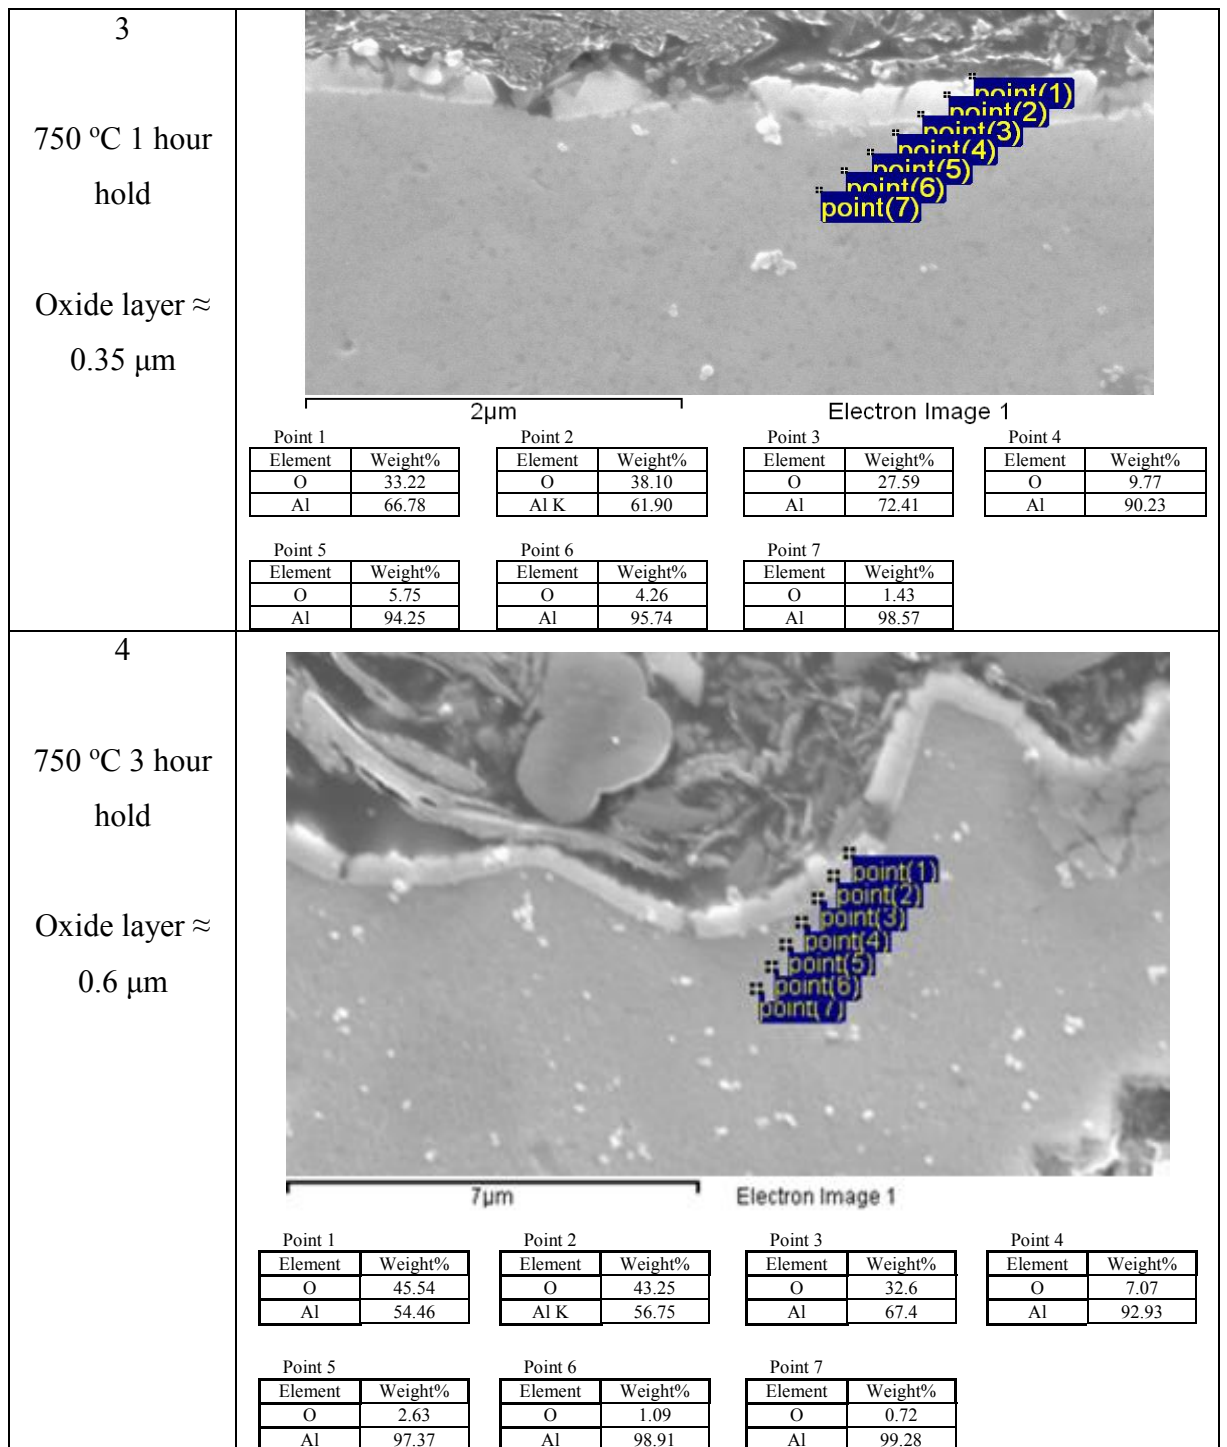 3
750 ºC 1 hour
hold
Oxide layer ≈
0.35 μm
point(1)
point(2)
point(3)
point(4)
point(5)
point(6)
point(7)
2μm Electron Image 1
Point 1 Point 2 Point 3 Point 4
Element Weight% Element Weight% Element Weight% Element Weight%
O 33.22 O 38.10 O 27.59 O 9.77
Al 66.78 Al K 61.90 Al 72.41 Al 90.23
Point 5 Point 6 Point 7
Element Weight% Element Weight% Element Weight%
O 5.75 O 4.26 O 1.43
Al 94.25 Al 95.74 Al 98.57
4
750 ºC 3 hour
hold
Oxide layer ≈
0.6 μm
point(1)
point(2)
point(3)
point(4)
point(5)
point(6)
point(7)
7μm Electron Image 1
Point 1 Point 2 Point 3 Point 4
Element Weight% Element Weight% Element Weight% Element Weight%
O 45.54 O 43.25 O 32.6 O 7.07
Al 54.46 Al K 56.75 Al 67.4 Al 92.93
Point 5 Point 6 Point 7
Element Weight% Element Weight% Element Weight%
O 2.63 O 1.09 O 0.72
Al 97.37 Al 98.91 Al 99.28